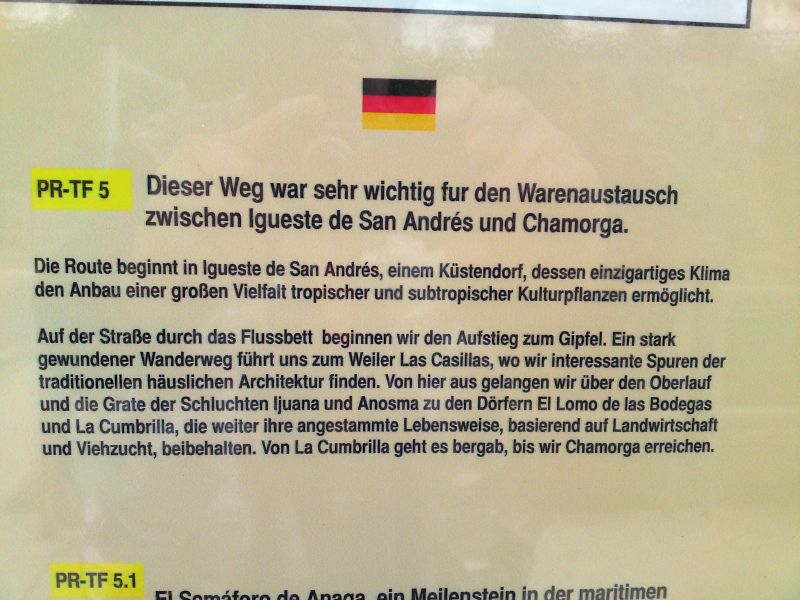 PR-TF 5
Dieser Weg war sehr wichtig fur den Warenaustausch
zwischen Igueste de San Andrés und Chamorga.
Die Route beginnt in Igueste de San Andrés, einem Küstendorf, dessen einzigartiges Klima
den Anbau einer großen Vielfalt tropischer und subtropischer Kulturpflanzen ermöglicht.
Auf der Straße durch das Flussbett beginnen wir den Aufstieg zum Gipfel. Ein stark
gewundener Wanderweg führt uns zum Weiler Las Casillas, wo wir interessante Spuren der
traditionellen häuslichen Architektur finden. Von hier aus gelangen wir über den Oberlauf
und die Grate der Schluchten Ijuana und Anosma zu den Dörfern El Lomo de las Bodegas
und La Cumbrilla, die weiter ihre angestammte Lebensweise, basierend auf Landwirtschaft
und Viehzucht, beibehalten. Von La Cumbrilla geht es bergab, bis wir Chamorga erreichen.
PR-TF 5.1
El Semáforo de Anaga, ein Meilenstein in der maritimen